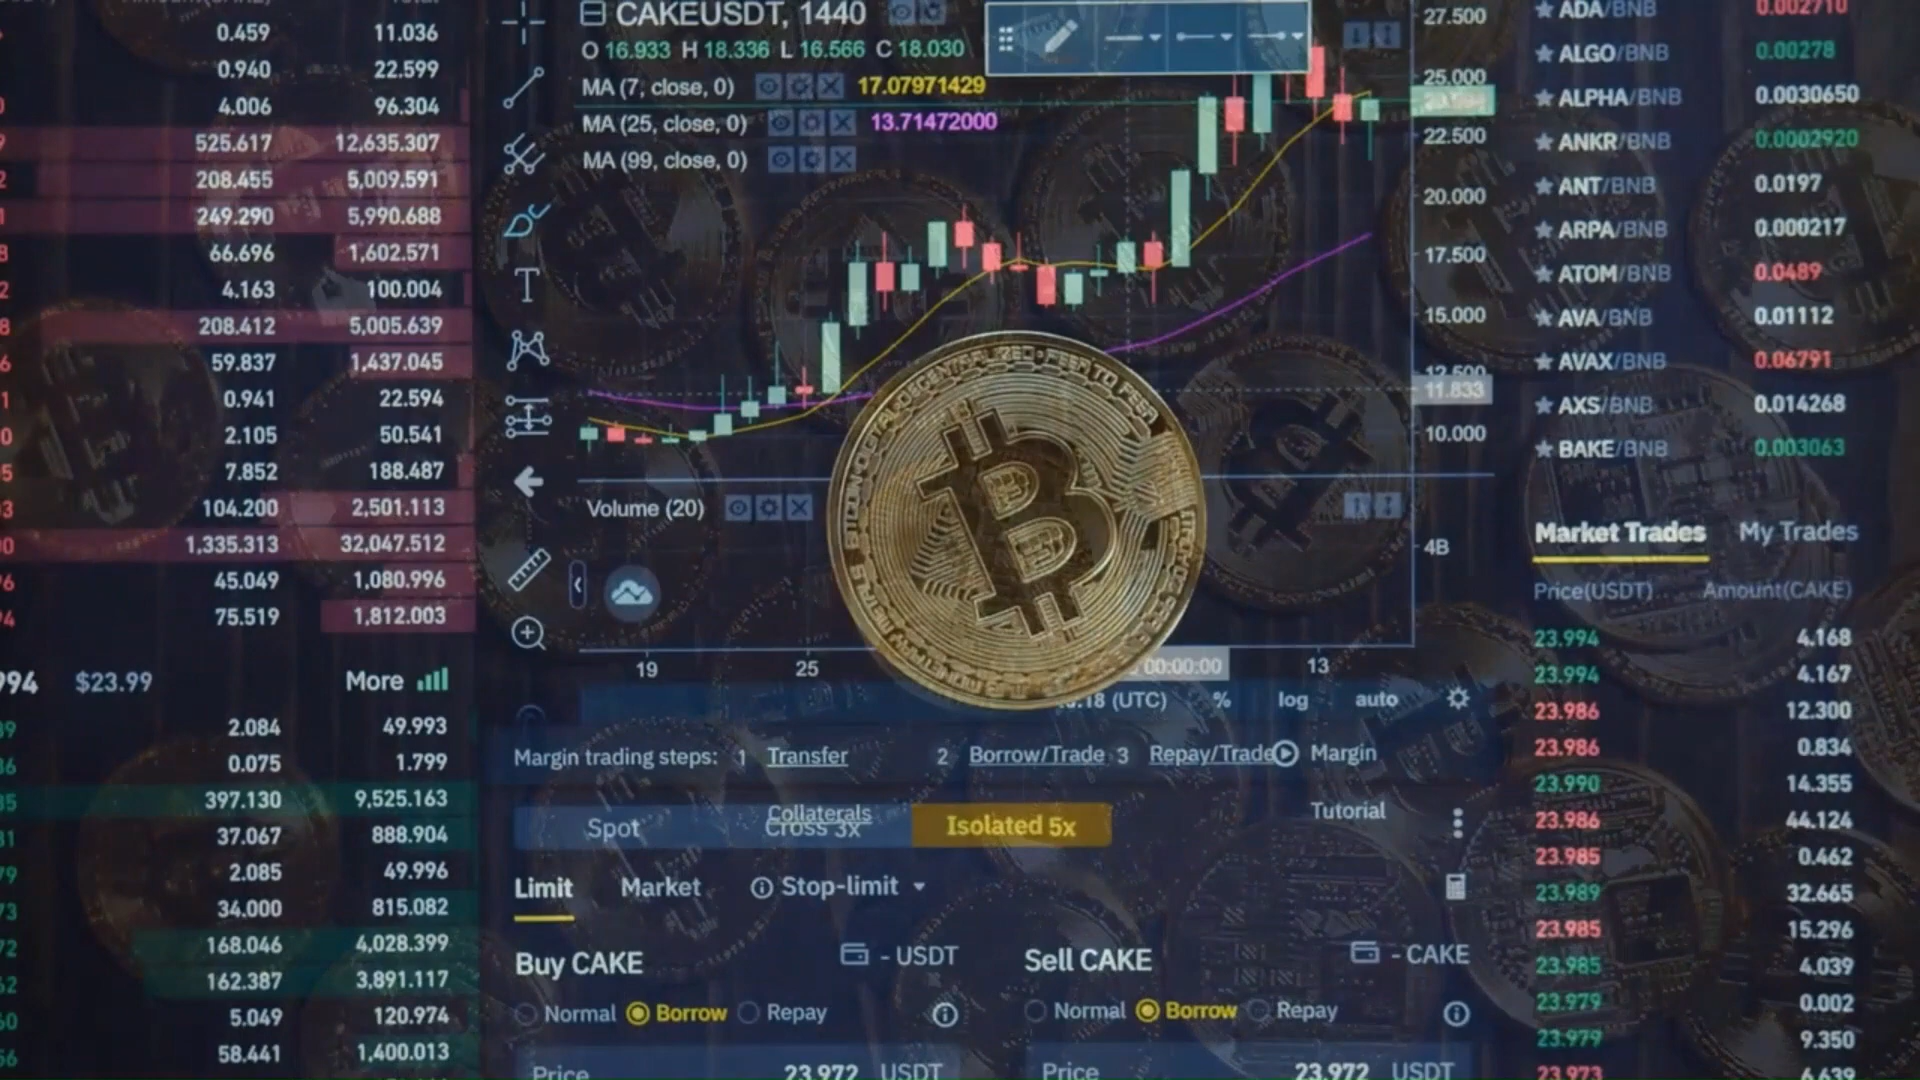 0.459 11.036
0.940 22.599
4.006 96.304
525.617 12,635.307
208.455 5,009.591
249.290 5,990.688
66.696 1,602.571
4.163 100.004
208.412 5,005.639
59.837 1,437.045
0.941 22.594
2.105 50.541
7.852 188.487
104.200 2,501.113
1,335.313 32,047.512
45.049 1,080.996
75.519 1,812.003
$23.99 More
2.084 49.993
0.075 1.799
397.130 9,525.163
37.067 888.904
2.085 49.996
34.000 815.082
168.046 4,028.399
162.387 3,891.117
5.049 120.974
58.441 1,400.013
CAKEUSDT, 1440
O 16.933 H 18.336 L 16.566 C 18.030
MA (7, close, 0) 17.07971429
MA (25, close, 0) 13.71472000
MA (99, close, 0)
27.500
25.000
22.500
20.000
17.500
15.000
12.500
11.833
10.000
Volume (20)
4B
19 25 00:00:00 13
(UTC) % log auto
Margin trading steps: 1 Transfer 2 Borrow/Trade 3 Repay/Trade Margin
Collaterals Tutorial
Spot Cross 3x Isolated 5x
Limit Market Stop-limit
Buy CAKE - USDT Sell CAKE - CAKE
Normal Borrow Repay Normal Borrow Repay
Price 23.972 USDT Price 23.972 USDT
ADA/BNB 0.002710
ALGO/BNB 0.00278
ALPHA/BNB 0.0030650
ANKR/BNB 0.0002920
ANT/BNB 0.0197
ARPA/BNB 0.000217
ATOM/BNB 0.0489
AVA/BNB 0.01112
AVAX/BNB 0.06791
AXS/BNB 0.014268
BAKE/BNB 0.003063
Market Trades My Trades
Price(USDT) Amount(CAKE)
23.994 4.168
23.994 4.167
23.986 12.300
23.986 0.834
23.990 14.355
23.986 44.124
23.985 0.462
23.989 32.665
23.985 15.296
23.985 4.039
23.979 0.002
23.979 9.350
23.973 6.639
DECENTRALIZED • PEER TO PEER